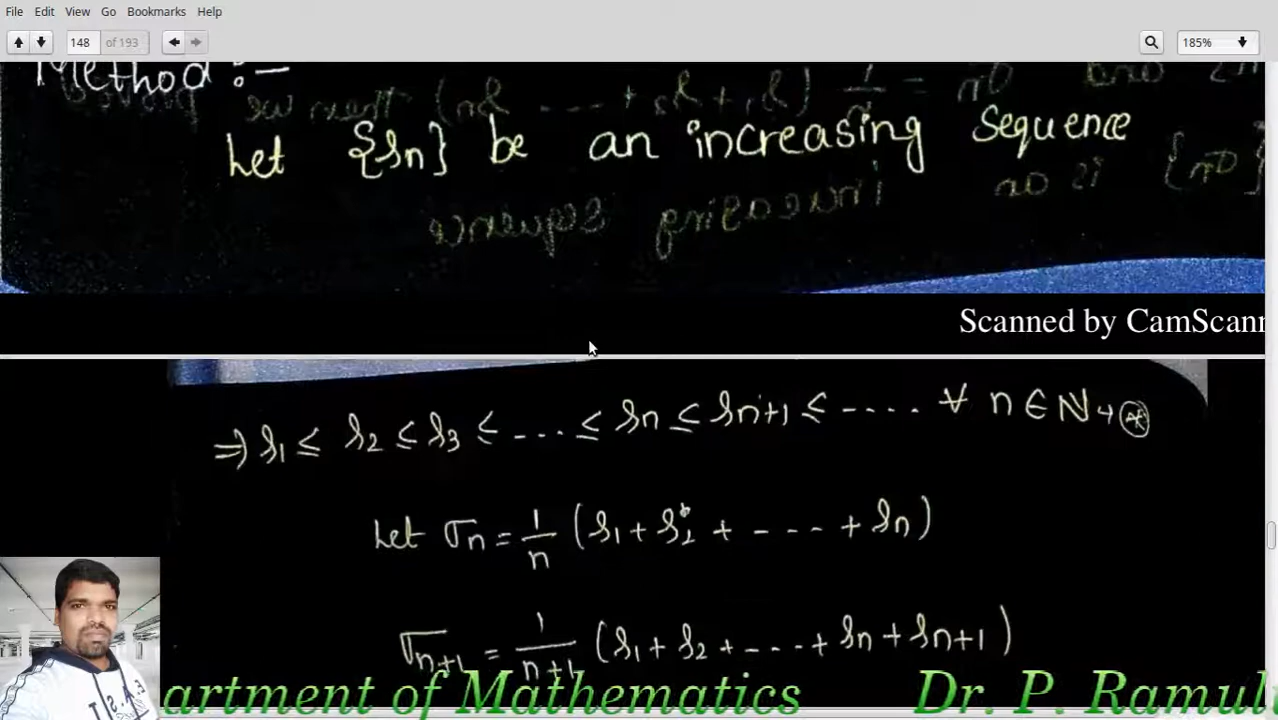 File Edit View Go Bookmarks Help
148 of 193 185%
Method :-
Let {Sn} be an increasing Sequence
Scanned by CamScann
⇒ S1 ≤ S2 ≤ S3 ≤ ... ≤ Sn ≤ Sn+1 ≤ ---- ∀ n ∈ N → ⊛
Let σn = 1/n (S1 + S2 + - - - - + Sn)
σn+1 = 1/n+1 (S1 + S2 + - - - - + Sn + Sn+1)
artment of Mathematics Dr. P. Ramul